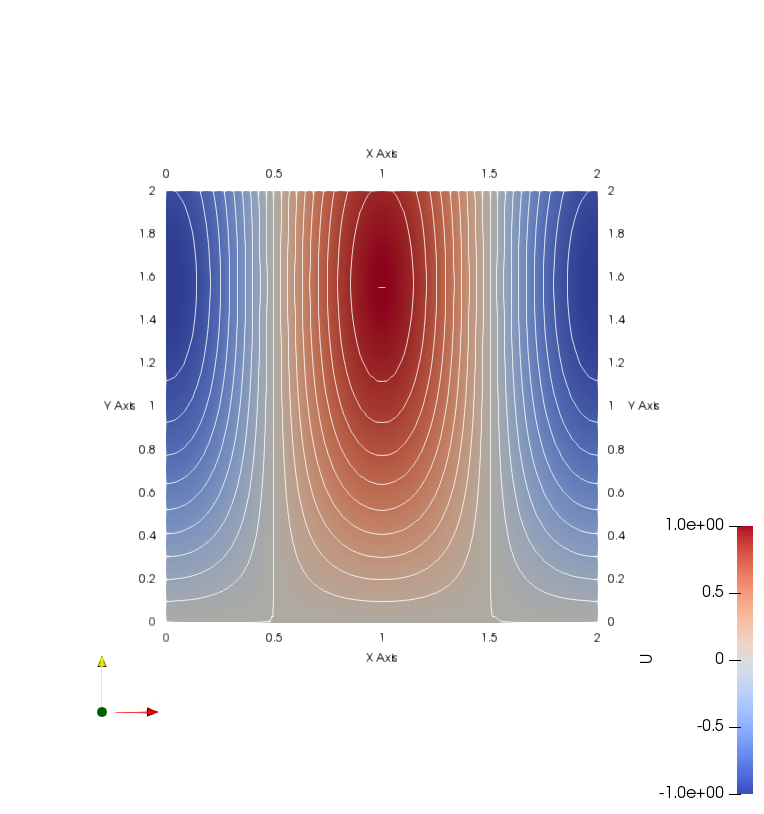 X Axis
0 0.5 1 1.5 2
2 2
1.8 1.8
1.6 1.6
1.4 1.4
1.2 1.2
Y Axis 1 1 Y Axis
0.8 0.8
0.6 0.6
0.4 0.4
0.2 0.2
0 0
0 0.5 1 1.5 2
X Axis
1.0e+00
0.5
0
U
-0.5
-1.0e+00